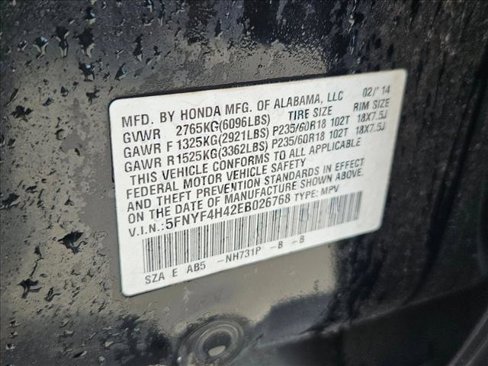 MFD. BY HONDA MFG. OF ALABAMA, LLC 02/'14
GVWR 2765KG(6096LBS) TIRE SIZE RIM SIZE
GAWR F 1325KG(2921LBS) P235/60R18 102T 18X7.5J
GAWR R 1525KG(3362LBS) P235/60R18 102T 18X7.5J
THIS VEHICLE CONFORMS TO ALL APPLICABLE
FEDERAL MOTOR VEHICLE SAFETY, BUMPER, AND
THEFT PREVENTION STANDARDS IN EFFECT
ON THE DATE OF MANUFACTURE SHOWN ABOVE.
V.I.N.:5FNYF4H42EB026768 TYPE: MPV
SZA E AB5 -NH731P -B -B